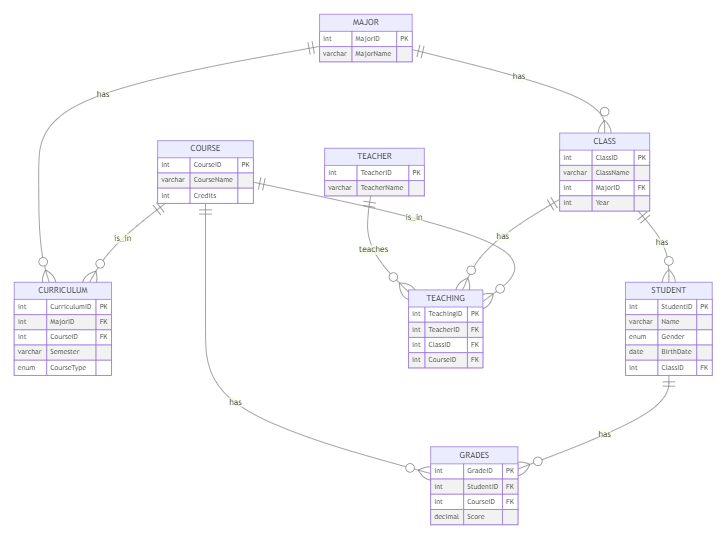 MAJOR
int MajorID PK
varchar MajorName
has
has
COURSE
int CourseID PK
varchar CourseName
int Credits
TEACHER
int TeacherID PK
varchar TeacherName
CLASS
int ClassID PK
varchar ClassName
int MajorID FK
int Year
is_in
is_in
teaches
has
has
CURRICULUM
int CurriculumID PK
int MajorID FK
int CourseID FK
varchar Semester
enum CourseType
TEACHING
int TeachingID PK
int TeacherID FK
int ClassID FK
int CourseID FK
STUDENT
int StudentID PK
varchar Name
enum Gender
date BirthDate
int ClassID FK
has
has
GRADES
int GradeID PK
int StudentID FK
int CourseID FK
decimal Score